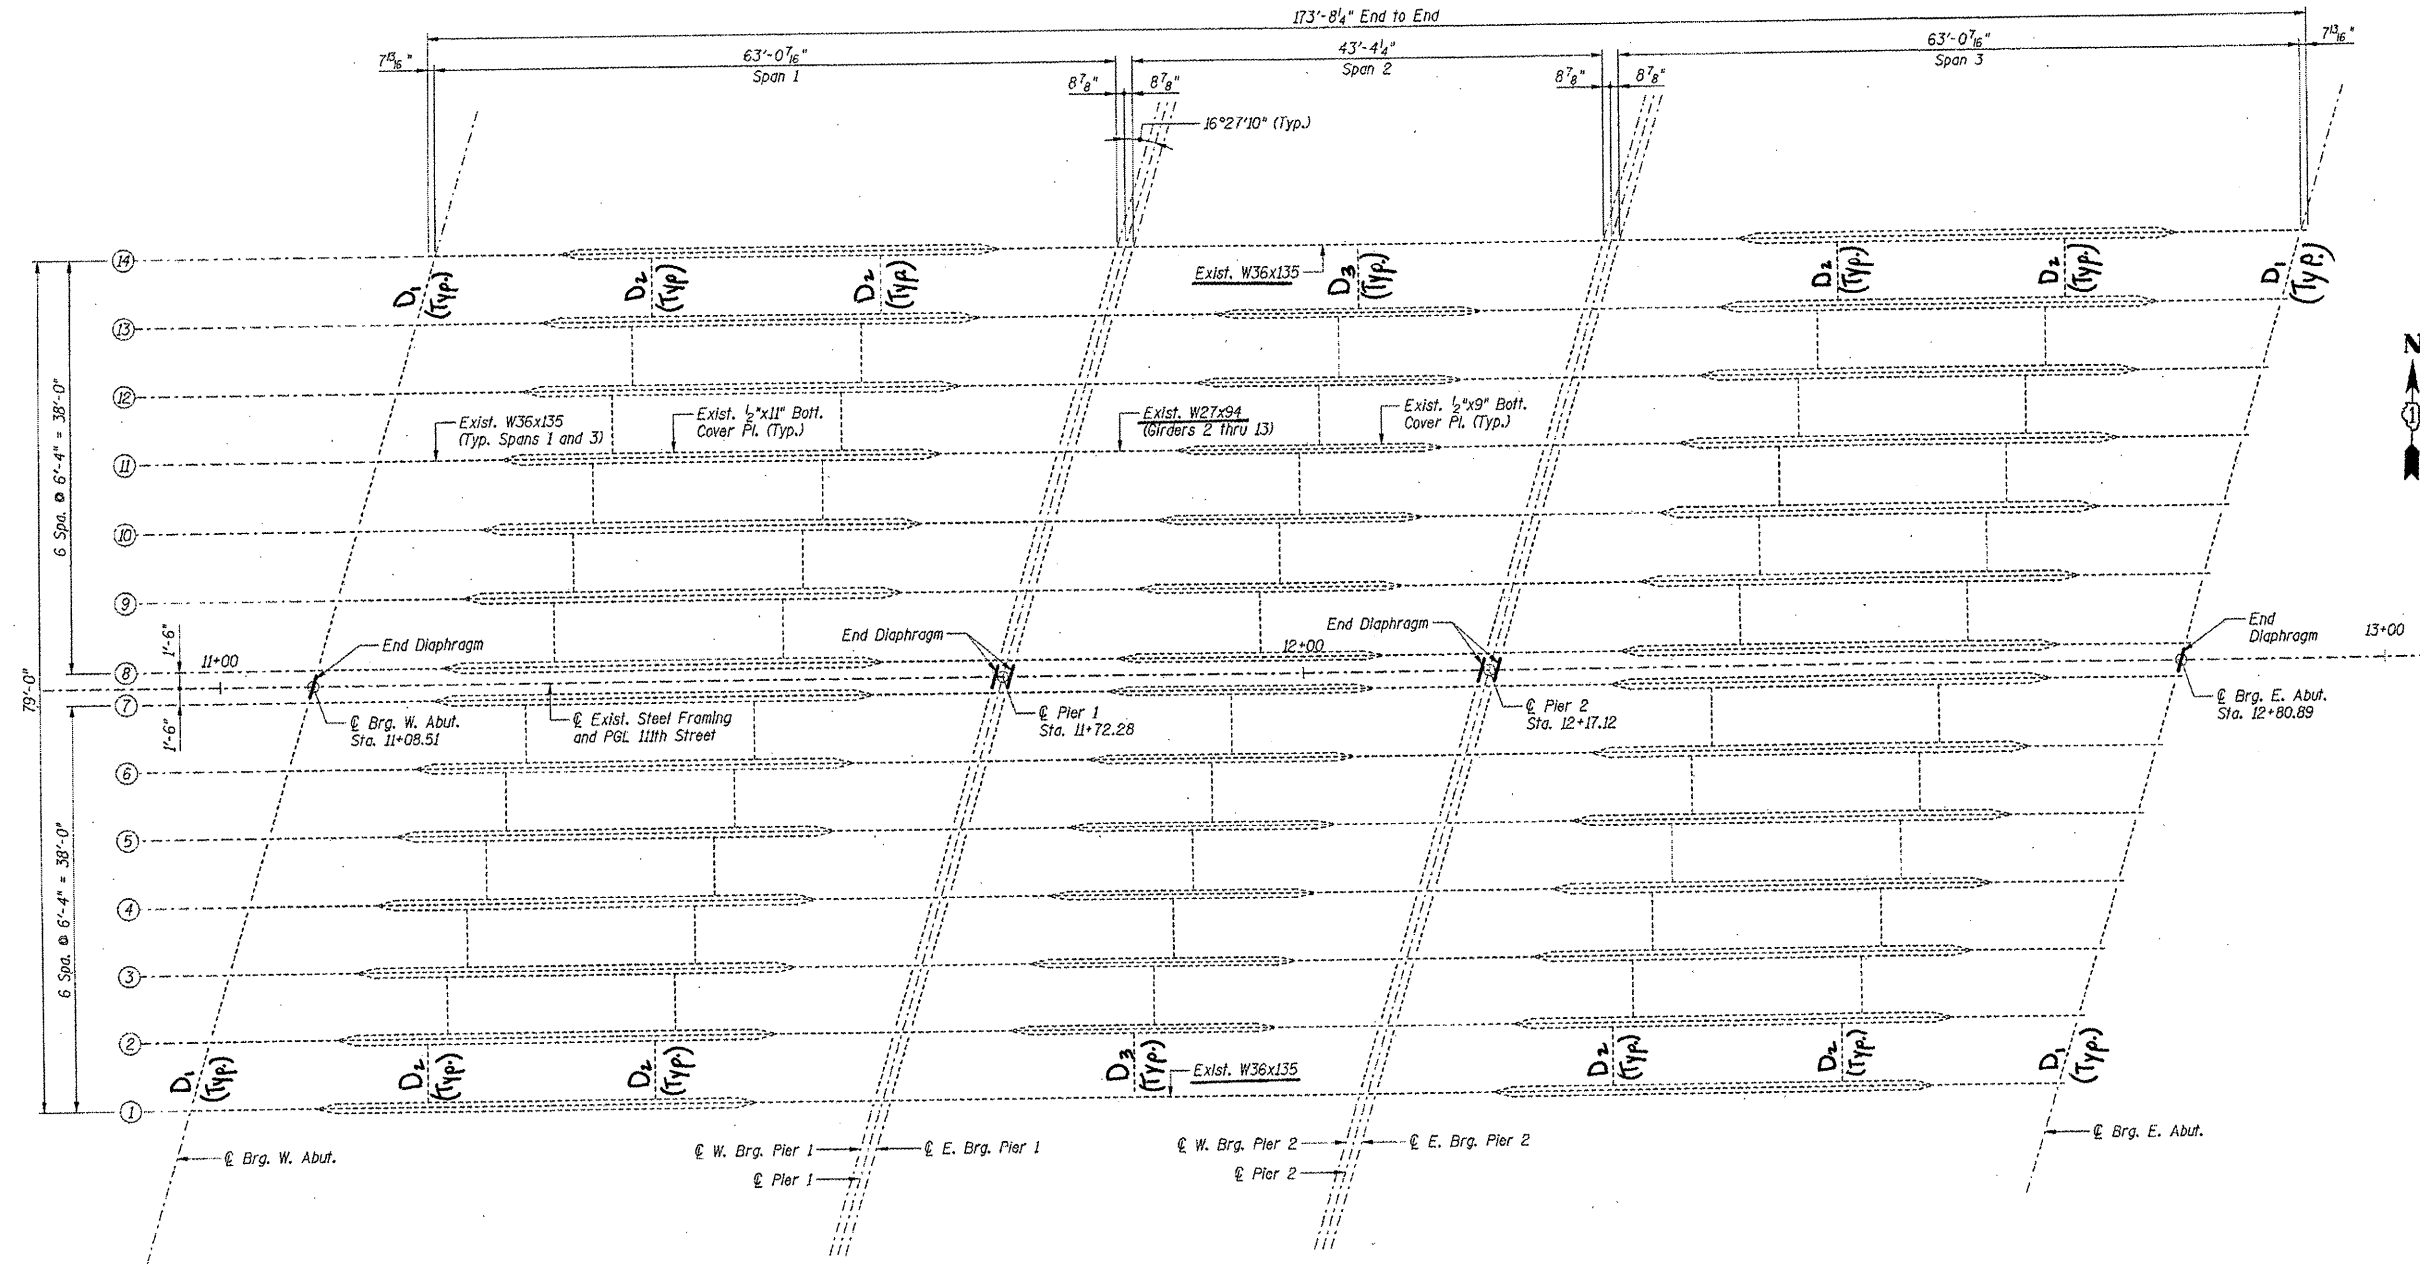 173'-8¼" End to End
7 13/16"
63'-0 7/16"
Span 1
8 7/8"
8 7/8"
43'-4¼"
Span 2
8 7/8"
8 7/8"
63'-0 7/16"
Span 3
7 13/16"
16°27'10" (Typ.)
14
13
12
11
10
9
8
7
6
5
4
3
2
1
79'-0"
6 Spa. @ 6'-4" = 38'-0"
6 Spa. @ 6'-4" = 38'-0"
1'-6"
1'-6"
D1
(Typ.)
D2
(Typ)
D2
(Typ)
Exist. W36x135
D3
(Typ.)
D2
(Typ.)
D2
(Typ.)
D1
(Typ.)
N
1
Exist. W36x135
(Typ. Spans 1 and 3)
Exist. ½"x11" Bott.
Cover Pl. (Typ.)
Exist. W27x94
(Girders 2 thru 13)
Exist. ½"x9" Bott.
Cover Pl. (Typ.)
11+00
End Diaphragm
End Diaphragm
12+00
End Diaphragm
End
Diaphragm
13+00
℄ Brg. W. Abut.
Sta. 11+08.51
℄ Exist. Steel Framing
and PGL 111th Street
℄ Pier 1
Sta. 11+72.28
℄ Pier 2
Sta. 12+17.12
℄ Brg. E. Abut.
Sta. 12+80.89
D1
(Typ.)
D2
(Typ.)
D2
(Typ.)
D3
(Typ.)
Exist. W36x135
D2
(Typ.)
D2
(Typ.)
D1
(Typ.)
℄ Brg. W. Abut.
℄ W. Brg. Pier 1
℄ E. Brg. Pier 1
℄ Pier 1
℄ W. Brg. Pier 2
℄ E. Brg. Pier 2
℄ Pier 2
℄ Brg. E. Abut.